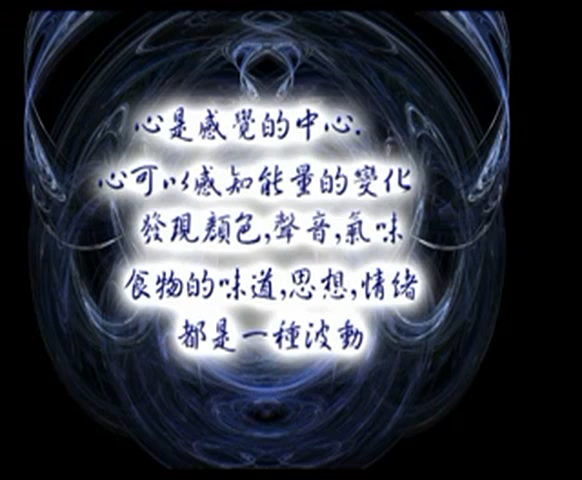 心是感覺的中心.
心可以感知能量的變化
發現顏色,聲音,氣味
食物的味道,思想,情緒
都是一種波動